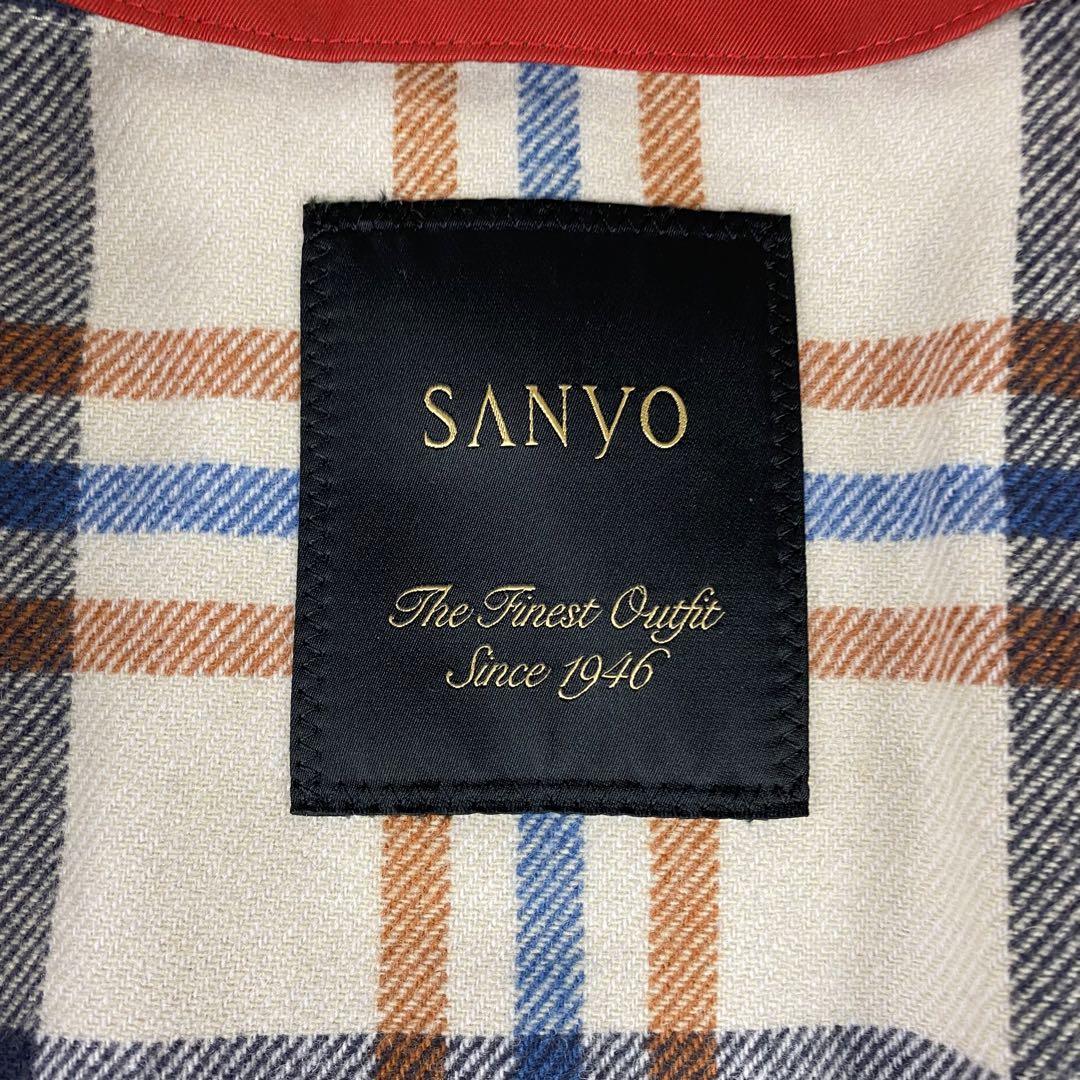 SANYO
The Finest Outfit
Since 1946